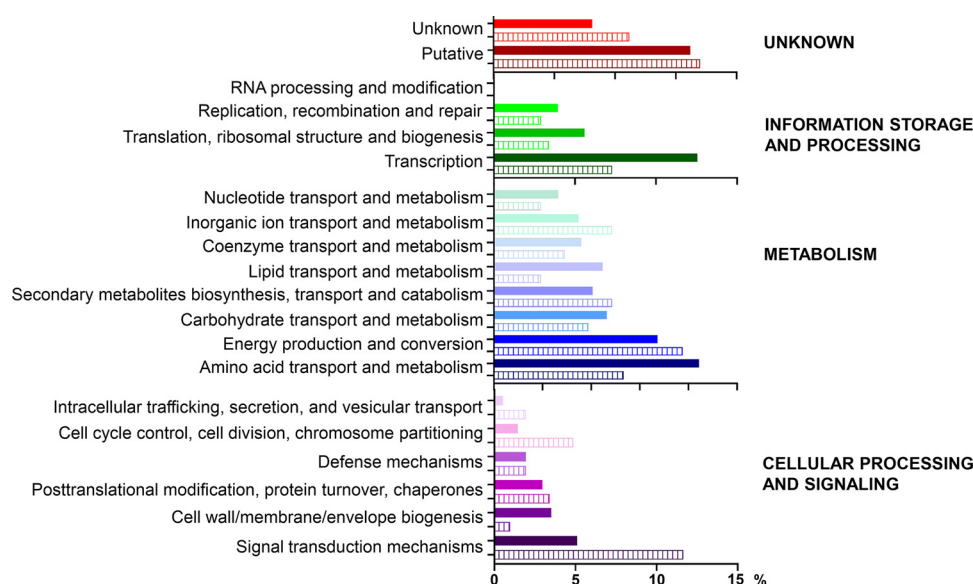 Unknown
Putative
UNKNOWN
RNA processing and modification
Replication, recombination and repair
Translation, ribosomal structure and biogenesis
Transcription
INFORMATION STORAGE
AND PROCESSING
0
5
10
15
Nucleotide transport and metabolism
Inorganic ion transport and metabolism
Coenzyme transport and metabolism
Lipid transport and metabolism
Secondary metabolites biosynthesis, transport and catabolism
Carbohydrate transport and metabolism
Energy production and conversion
Amino acid transport and metabolism
METABOLISM
Intracellular trafficking, secretion, and vesicular transport
Cell cycle control, cell division, chromosome partitioning
Defense mechanisms
Posttranslational modification, protein turnover, chaperones
Cell wall/membrane/envelope biogenesis
Signal transduction mechanisms
CELLULAR PROCESSING
AND SIGNALING
0 5 10 15 %